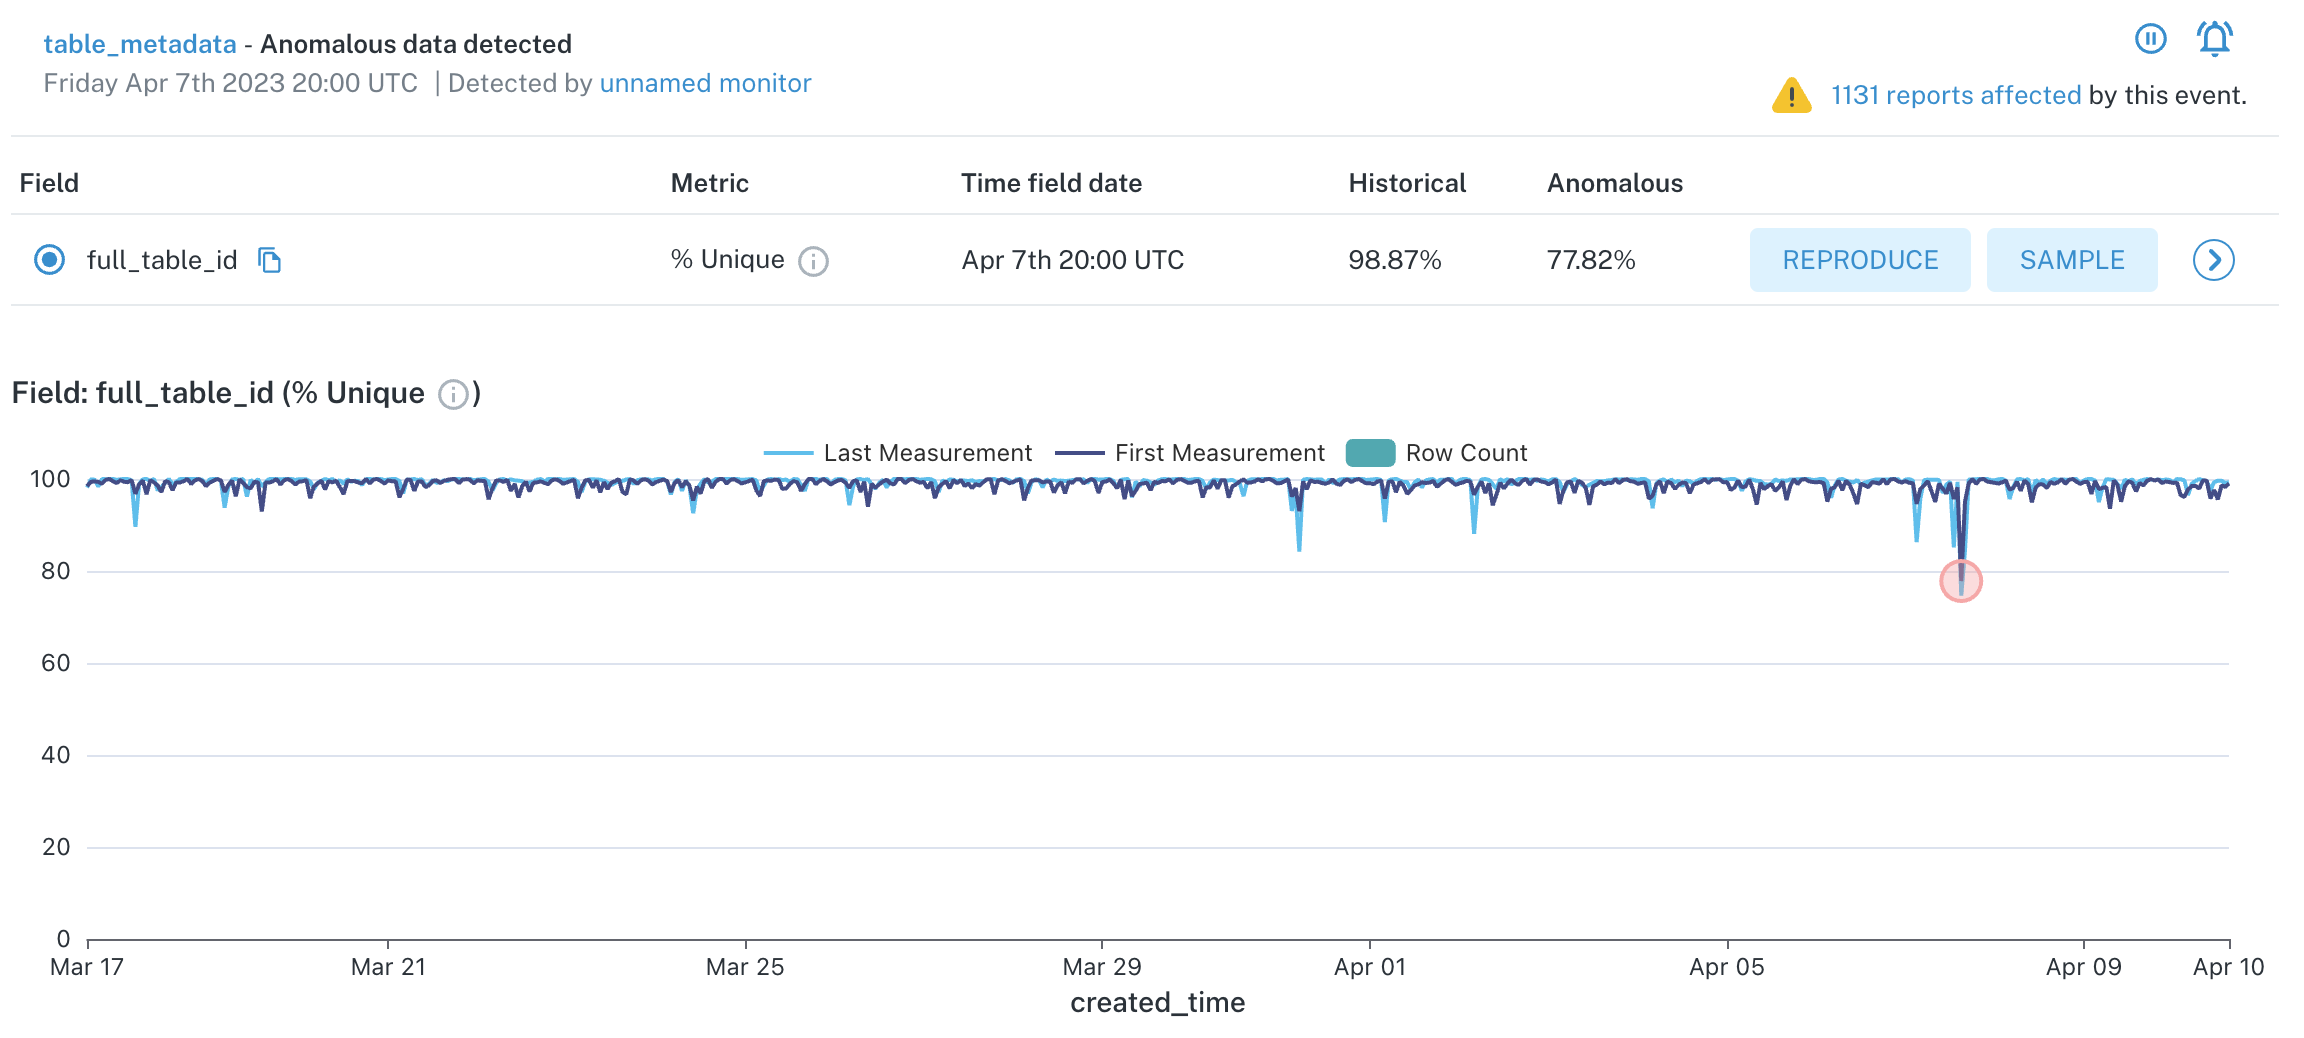 table_metadata - Anomalous data detected
Friday Apr 7th 2023 20:00 UTC | Detected by unnamed monitor
1131 reports affected by this event.
Field Metric Time field date Historical Anomalous
full_table_id % Unique Apr 7th 20:00 UTC 98.87% 77.82% REPRODUCE SAMPLE
Field: full_table_id (% Unique )
Last Measurement First Measurement Row Count
100
80
60
40
20
0
Mar 17 Mar 21 Mar 25 Mar 29 Apr 01 Apr 05 Apr 09 Apr 10
created_time